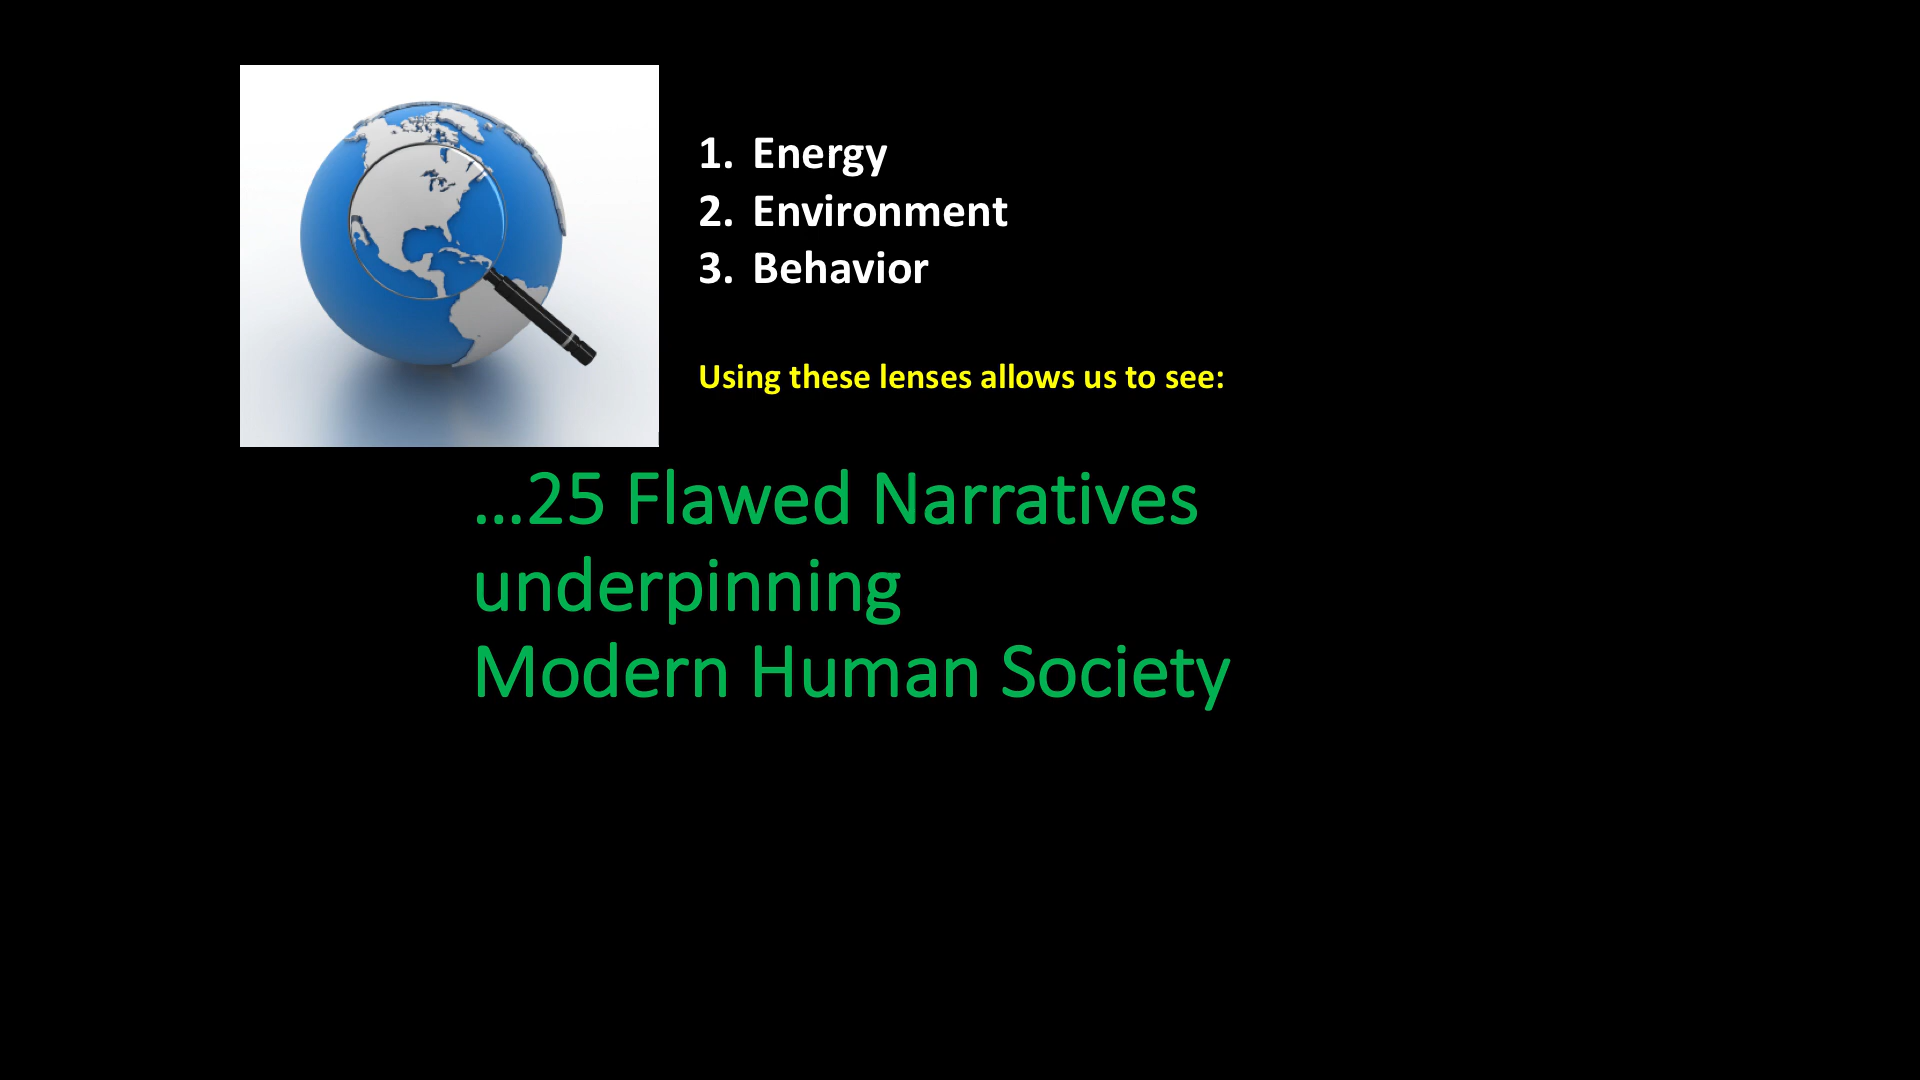 1. Energy
2. Environment
3. Behavior
Using these lenses allows us to see:
...25 Flawed Narratives
underpinning
Modern Human Society